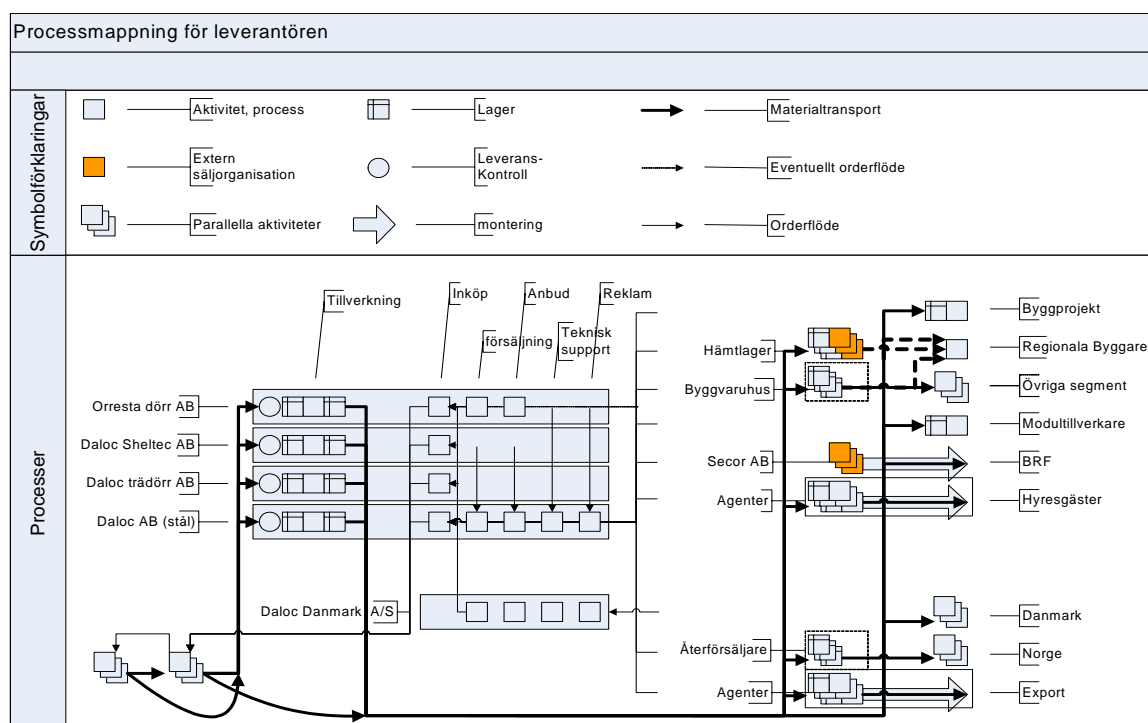 Processmappning för leverantören
Symbolförklaringar
Aktivitet, process
Lager
Materialtransport
Extern
säljorganisation
Leverans-
Kontroll
Eventuellt orderflöde
Parallella aktiviteter
montering
Orderflöde
Processer
Tillverkning
Inköp
Anbud
Reklam
försäljning
Teknisk
support
Orresta dörr AB
Daloc Sheltec AB
Daloc trädörr AB
Daloc AB (stål)
Daloc Danmark A/S
Hämtlager
Byggvaruhus
Secor AB
Agenter
Återförsäljare
Agenter
Byggprojekt
Regionala Byggare
Övriga segment
Modultillverkare
BRF
Hyresgäster
Danmark
Norge
Export